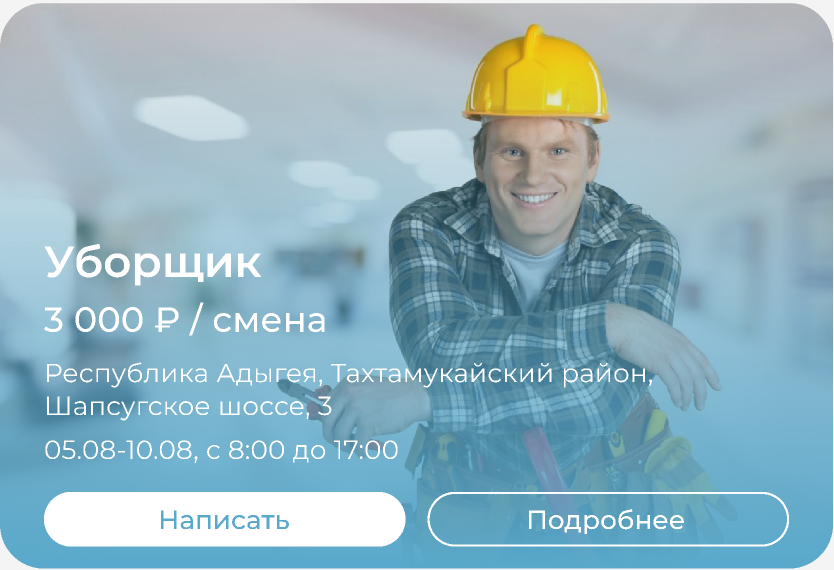 Уборщик
3 000 ₽ / смена
Республика Адыгея, Тахтамукайский район,
Шапсугское шоссе, 3
05.08-10.08, с 8:00 до 17:00
Написать
Подробнее